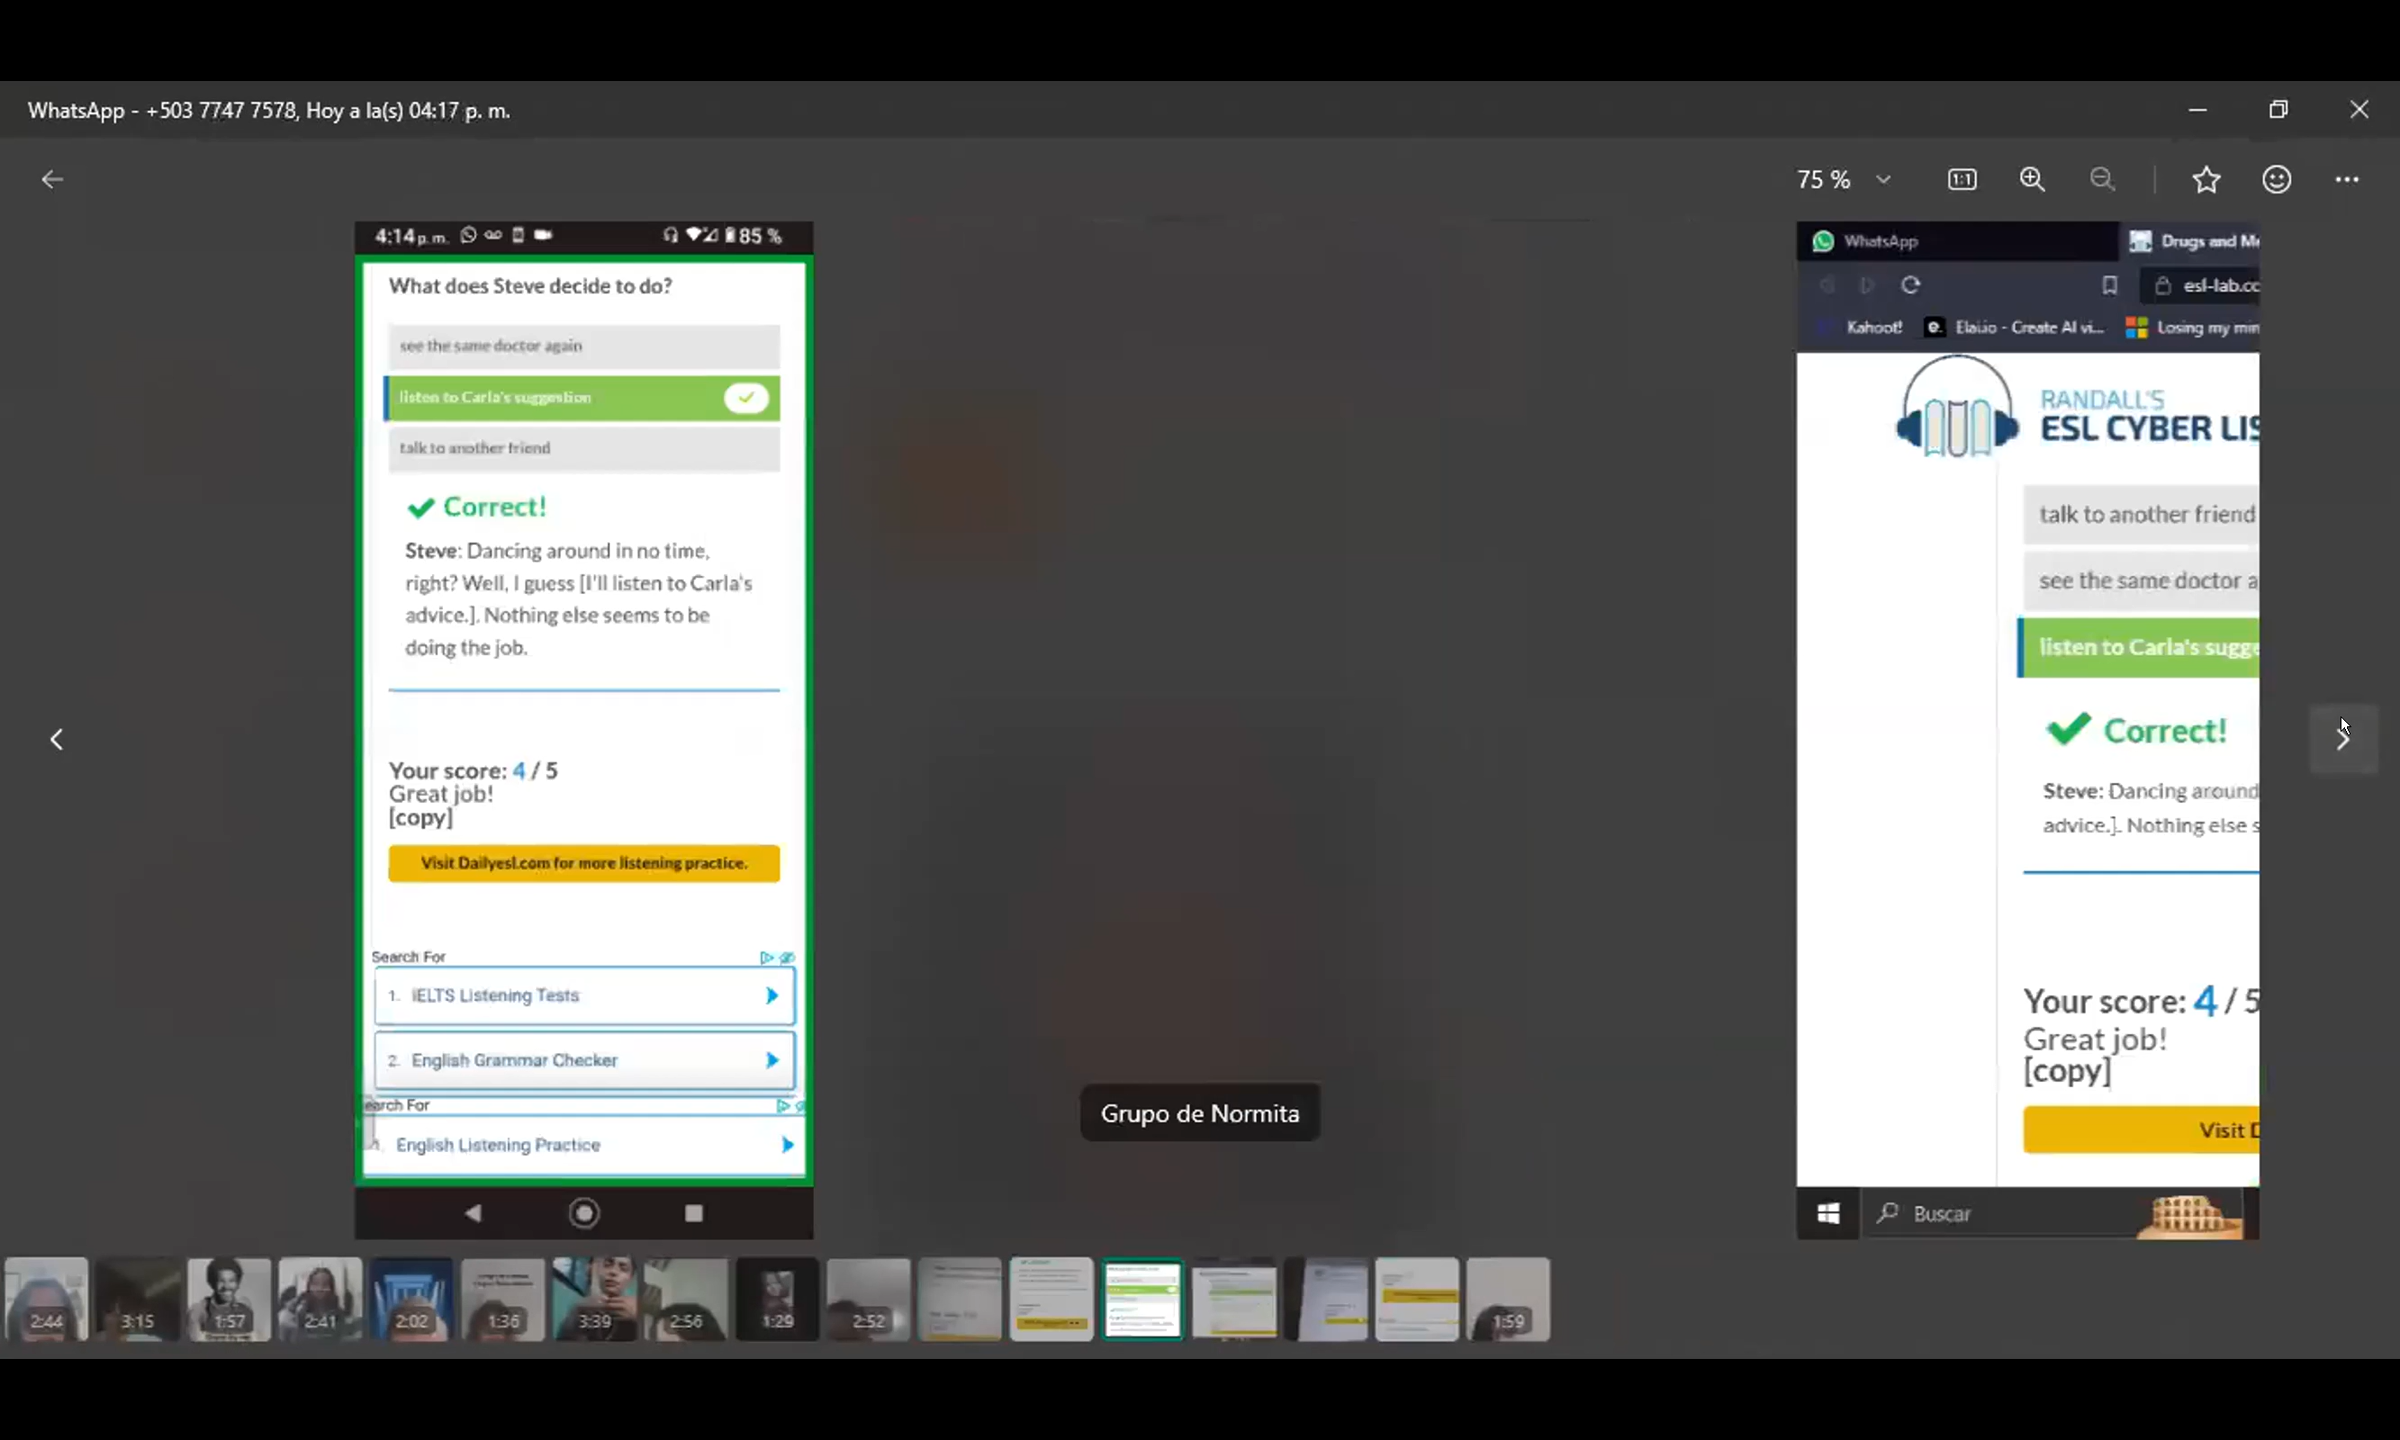 WhatsApp - +503 7747 7578, Hoy a la(s) 04:17 p. m.
75 %
1:1
4:14 p. m.
85 %
What does Steve decide to do?
see the same doctor again
listen to Carla's suggestion
talk to another friend
Correct!
Steve: Dancing around in no time,
right? Well, I guess [I'll listen to Carla's
advice.]. Nothing else seems to be
doing the job.
Your score: 4 / 5
Great job!
[copy]
Visit Dailyesl.com for more listening practice.
Search For
1. IELTS Listening Tests
2. English Grammar Checker
earch For
1. English Listening Practice
WhatsApp
Drugs and Me
esl-lab.co
Kahoot!
Elai.io - Create AI vi...
Losing my min
RANDALL'S
ESL CYBER LIS
talk to another friend
see the same doctor a
listen to Carla's sugge
Correct!
Steve: Dancing around
advice.]. Nothing else s
Your score: 4 / 5
Great job!
[copy]
Visit D
Buscar
Grupo de Normita
2:44
3:15
1:57
2:41
2:02
1:36
3:39
2:56
1:29
2:52
1:59